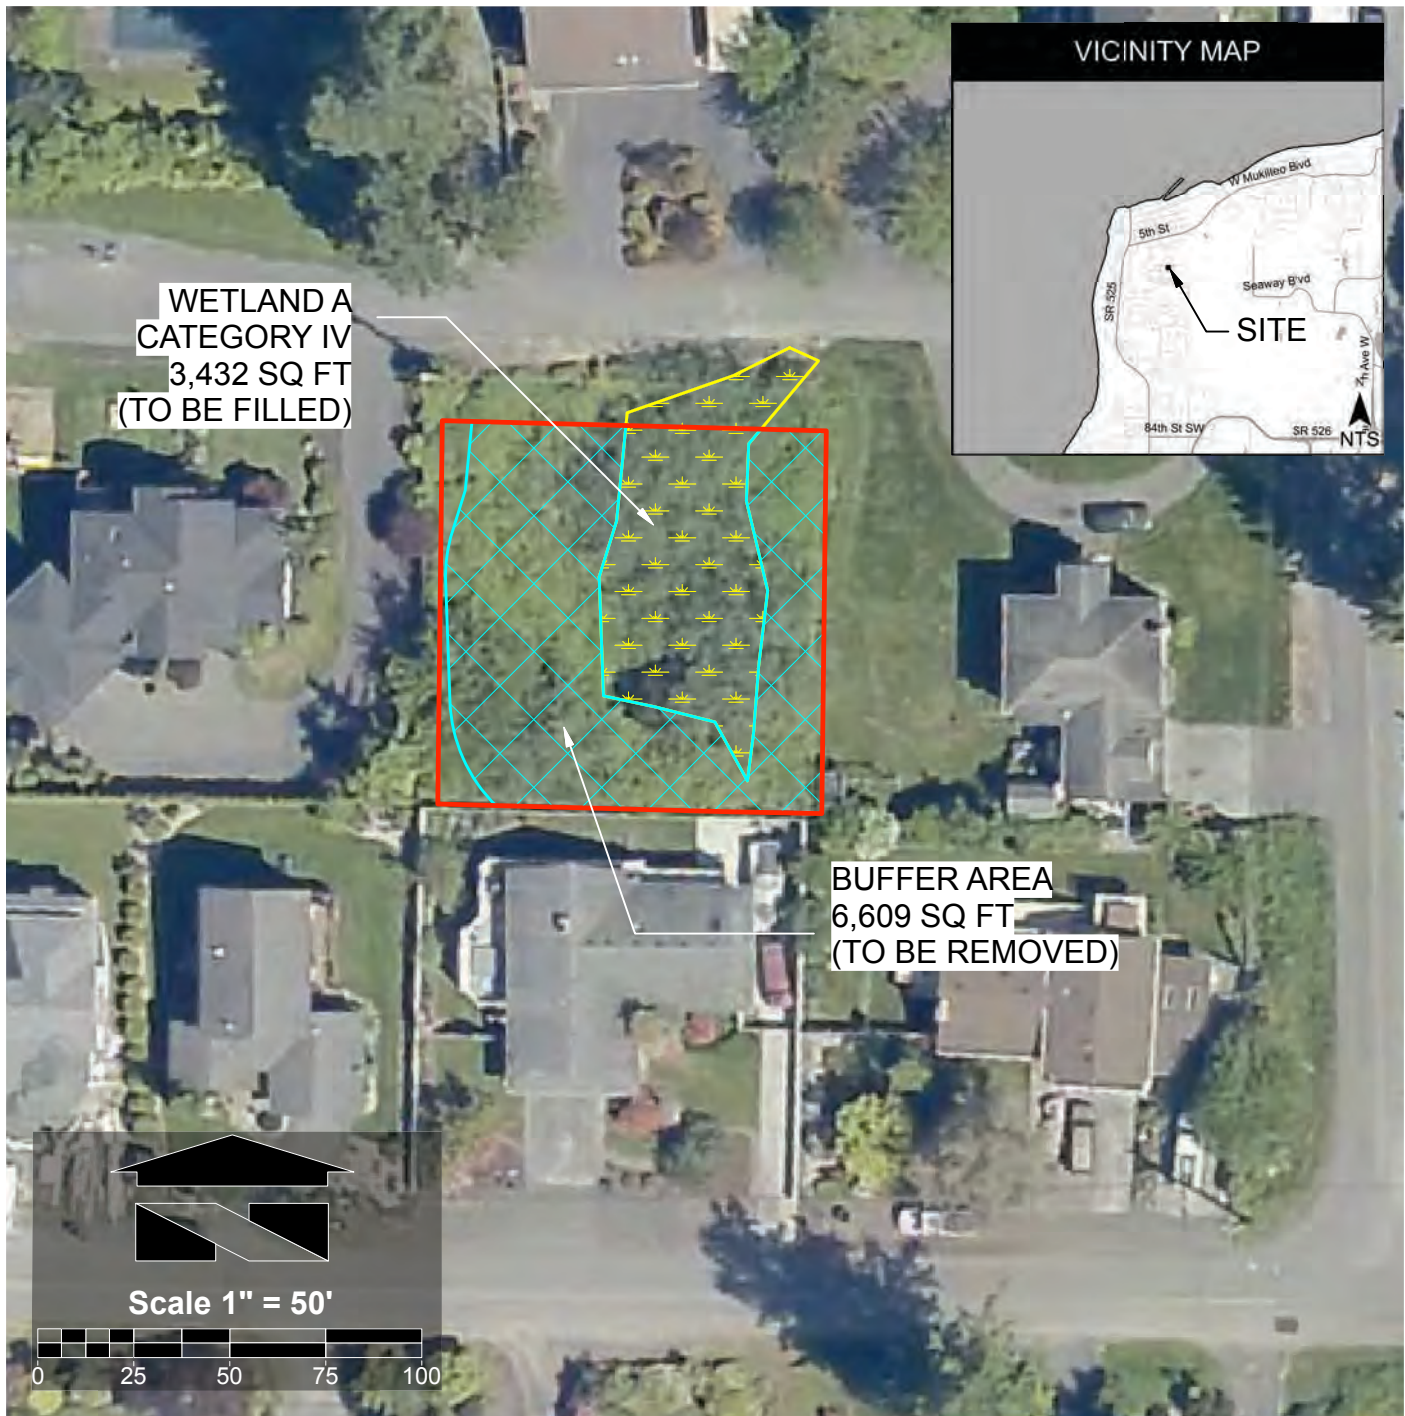 VICINITY MAP
W Mukilteo Blvd
5th St
Seaway Blvd
SR 525
SITE
84th St SW
SR 526
Ave W
N
NTS
WETLAND A
CATEGORY IV
3,432 SQ FT
(TO BE FILLED)
BUFFER AREA
6,609 SQ FT
(TO BE REMOVED)
Scale 1" = 50'
0 25 50 75 100